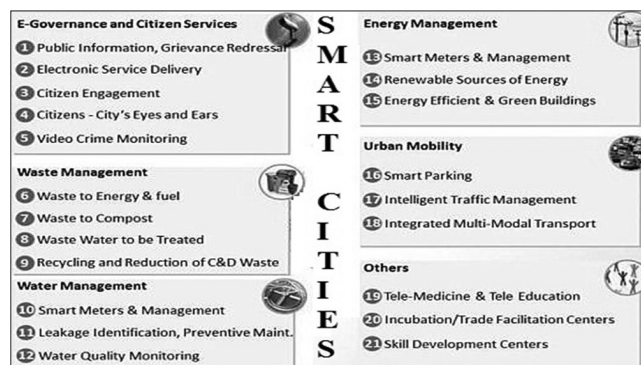 E-Governance and Citizen Services
1 Public Information, Grievance Redressal
2 Electronic Service Delivery
3 Citizen Engagement
4 Citizens - City's Eyes and Ears
5 Video Crime Monitoring
Waste Management
6 Waste to Energy & fuel
7 Waste to Compost
8 Waste Water to be Treated
9 Recycling and Reduction of C&D Waste
Water Management
10 Smart Meters & Management
11 Leakage Identification, Preventive Maint.
12 Water Quality Monitoring
SMART CITIES
Energy Management
13 Smart Meters & Management
14 Renewable Sources of Energy
15 Energy Efficient & Green Buildings
Urban Mobility
16 Smart Parking
17 Intelligent Traffic Management
18 Integrated Multi-Modal Transport
Others
19 Tele-Medicine & Tele Education
20 Incubation/Trade Facilitation Centers
21 Skill Development Centers